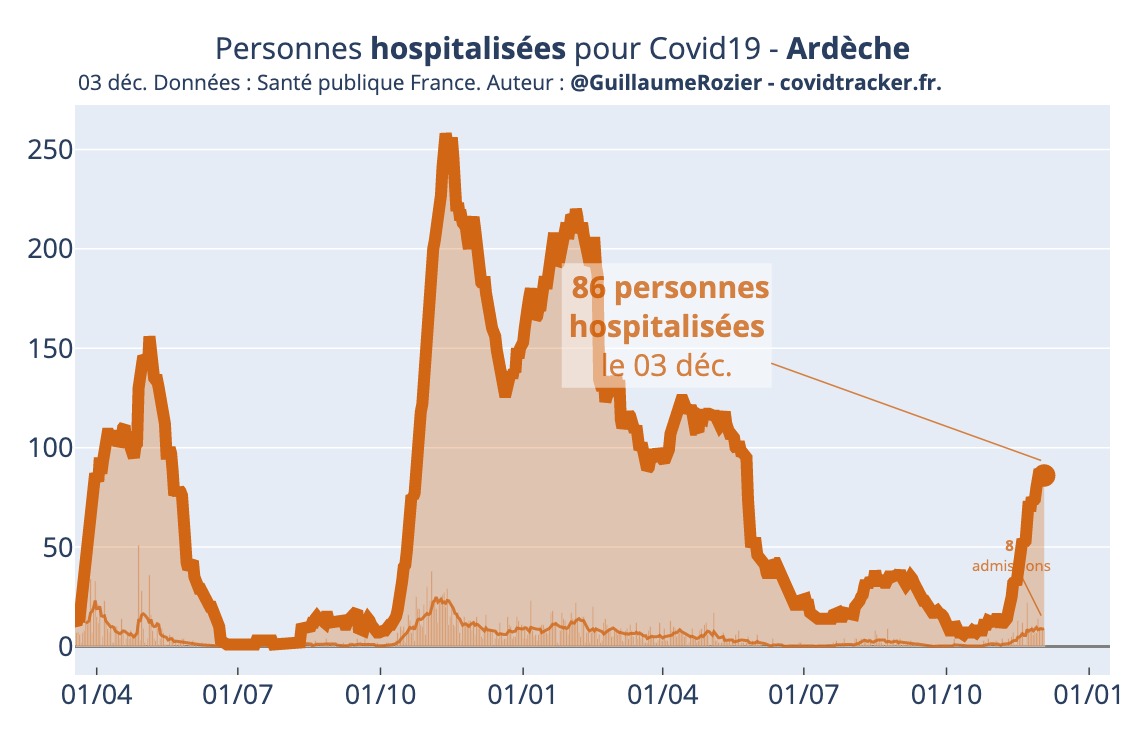 Personnes hospitalisées pour Covid19 - Ardèche
03 déc. Données : Santé publique France. Auteur : @GuillaumeRozier - covidtracker.fr.
250
200
150
100
50
0
86 personnes
hospitalisées
le 03 déc.
8
admissions
01/04
01/07
01/10
01/01
01/04
01/07
01/10
01/01